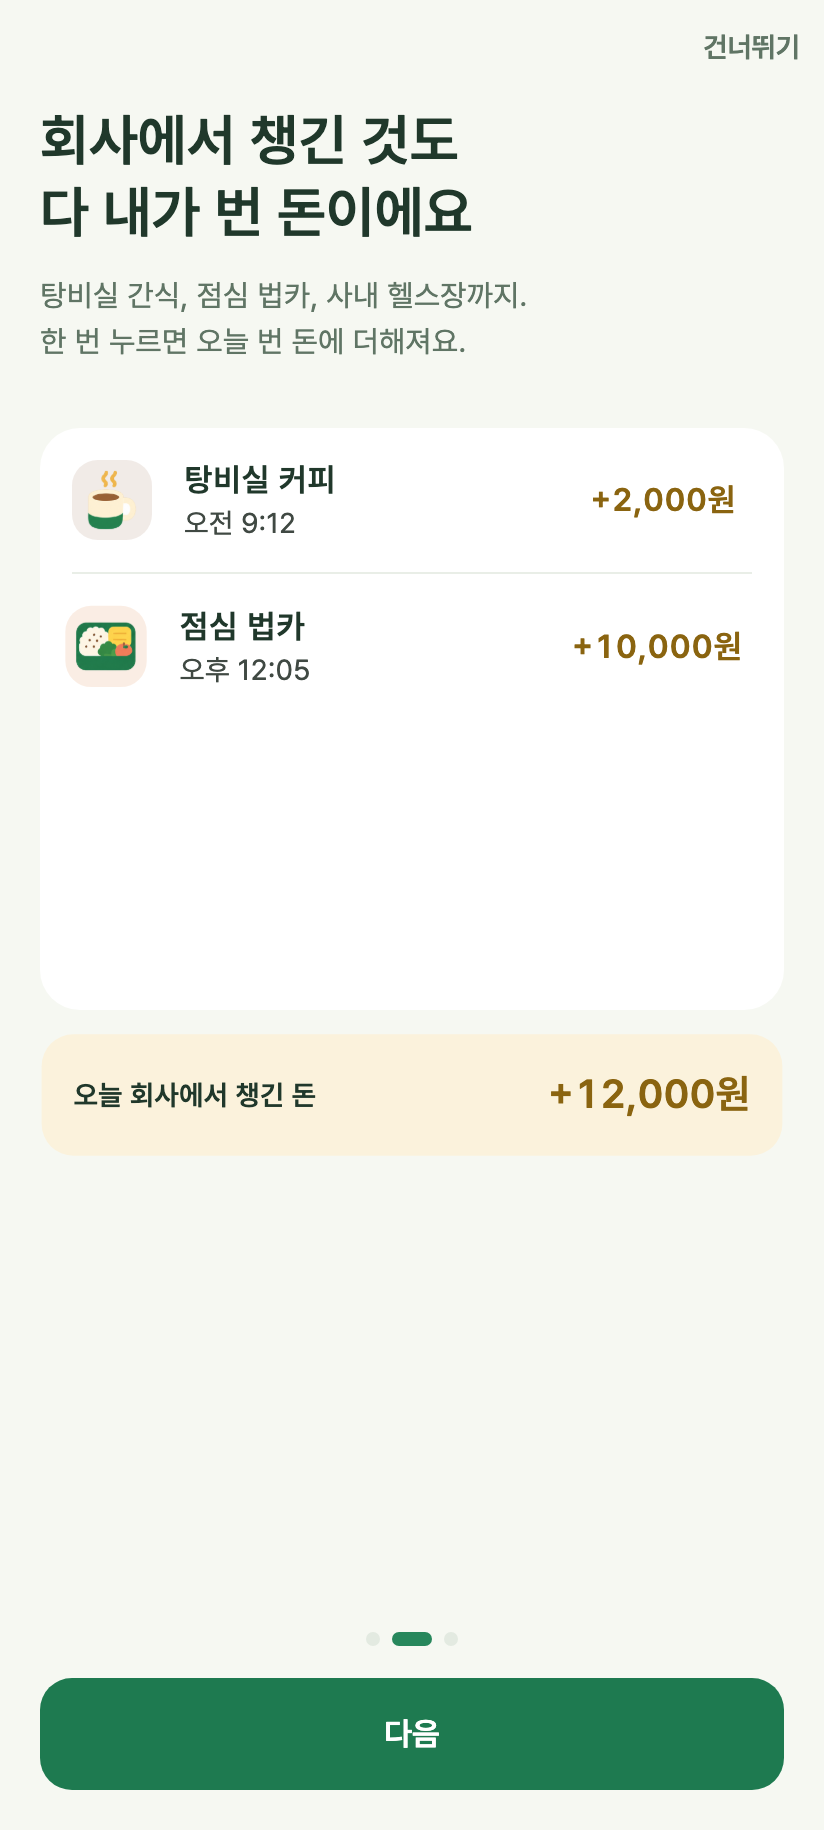 건너뛰기
회사에서 챙긴 것도
다 내가 번 돈이에요
탕비실 간식, 점심 법카, 사내 헬스장까지.
한 번 누르면 오늘 번 돈에 더해져요.
탕비실 커피
오전 9:12
+2,000원
점심 법카
오후 12:05
+10,000원
오늘 회사에서 챙긴 돈
+12,000원
다음